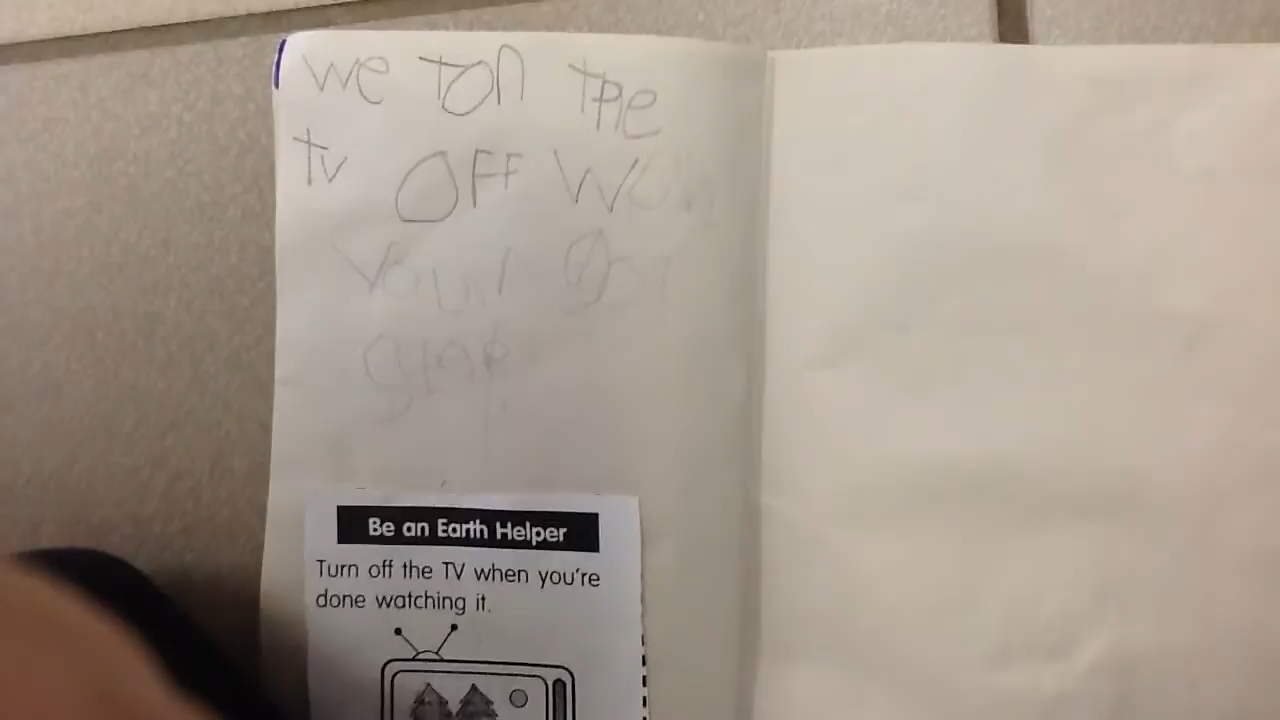 we ton the
tv OFF
Be an Earth Helper
Turn off the TV when you're
done watching it.